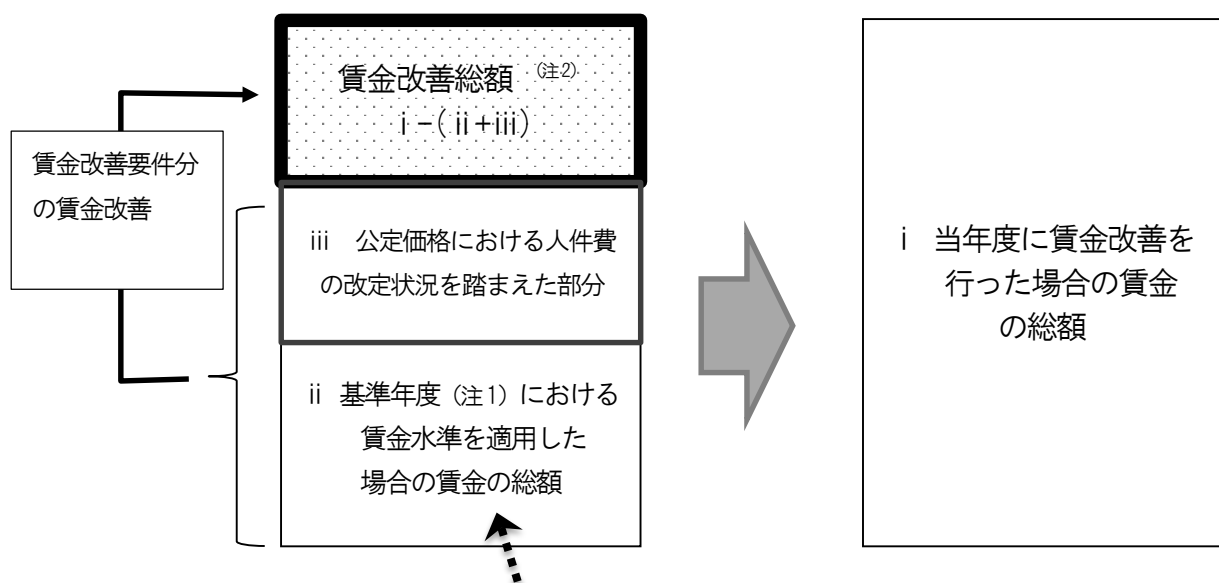 賃金改善総額 (注2)
ⅰ-(ⅱ+ⅲ)
賃金改善要件分
の賃金改善
ⅲ 公定価格における人件費
の改定状況を踏まえた部分
ⅱ 基準年度(注1)における
賃金水準を適用した
場合の賃金の総額
ⅰ 当年度に賃金改善を
行った場合の賃金
の総額